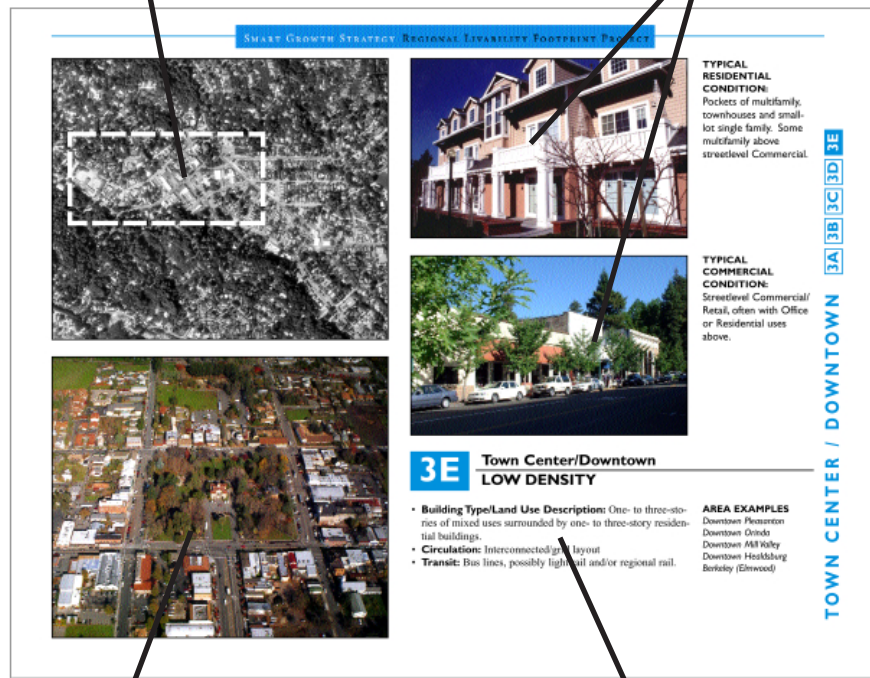 SMART GROWTH STRATEGY REGIONAL LIVABILITY FOOTPRINT PROJECT
TYPICAL
RESIDENTIAL
CONDITION:
Pockets of multifamily,
townhouses and small-
lot single family. Some
multifamily above
streetlevel Commercial.
TYPICAL
COMMERCIAL
CONDITION:
Streetlevel Commercial/
Retail, often with Office
or Residential uses
above.
3E
Town Center/Downtown
LOW DENSITY
• Building Type/Land Use Description: One- to three-sto-
ries of mixed uses surrounded by one- to three-story residen-
tial buildings.
• Circulation: Interconnected/grid layout
• Transit: Bus lines, possibly light rail and/or regional rail.
AREA EXAMPLES
Downtown Pleasanton
Downtown Orinda
Downtown Mill Valley
Downtown Healdsburg
Berkeley (Elmwood)
TOWN CENTER / DOWNTOWN 3A 3B 3C 3D 3E